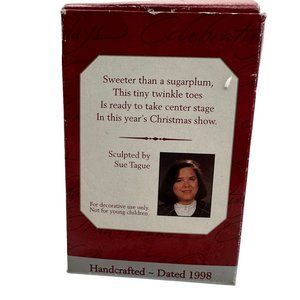 Sweeter than a sugarplum,
This tiny twinkle toes
Is ready to take center stage
In this year's Christmas show.
Sculpted by
Sue Tague
For decorative use only.
Not for young children.
Handcrafted ~ Dated 1998